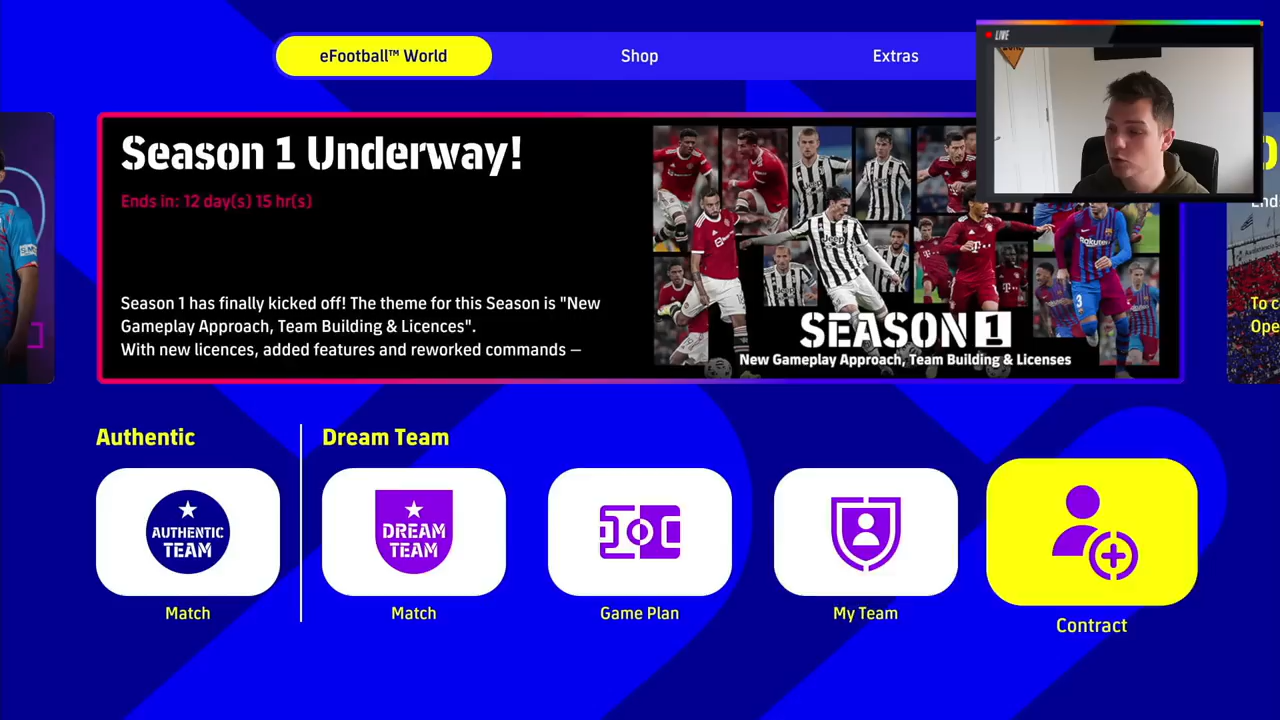 eFootball™ World
Shop
Extras
LIVE
Season 1 Underway!
Ends in: 12 day(s) 15 hr(s)
Season 1 has finally kicked off! The theme for this Season is "New
Gameplay Approach, Team Building & Licences".
With new licences, added features and reworked commands –
SEASON 1
New Gameplay Approach, Team Building & Licenses
To c
Ope
Authentic
Dream Team
AUTHENTIC
TEAM
DREAM
TEAM
Match
Match
Game Plan
My Team
Contract